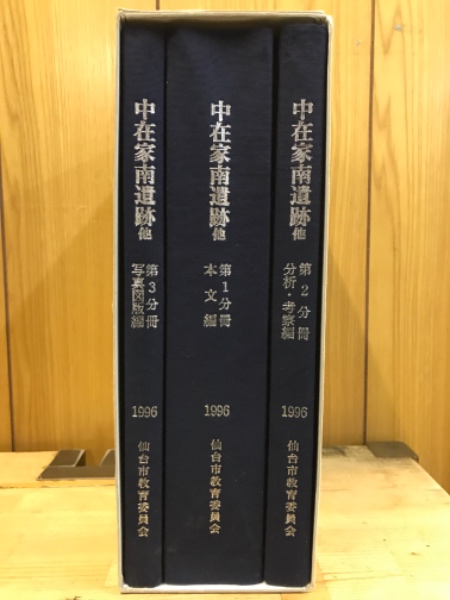 中在家南遺跡他
第3分冊
写真図版編
1996
仙台市教育委員会
中在家南遺跡他
第1分冊
本文編
1996
仙台市教育委員会
中在家南遺跡他
第2分冊
分析・考察編
1996
仙台市教育委員会